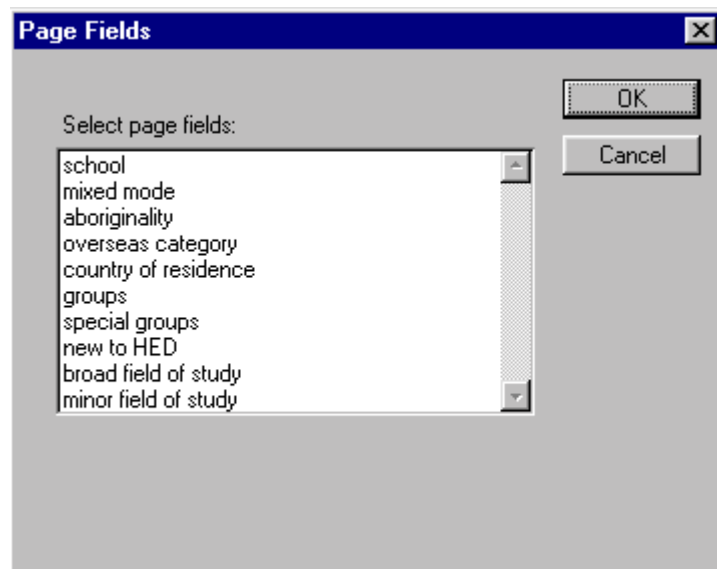 Page Fields
OK
Select page fields:
Cancel
school
mixed mode
aboriginality
overseas category
country of residence
groups
special groups
new to HED
broad field of study
minor field of study